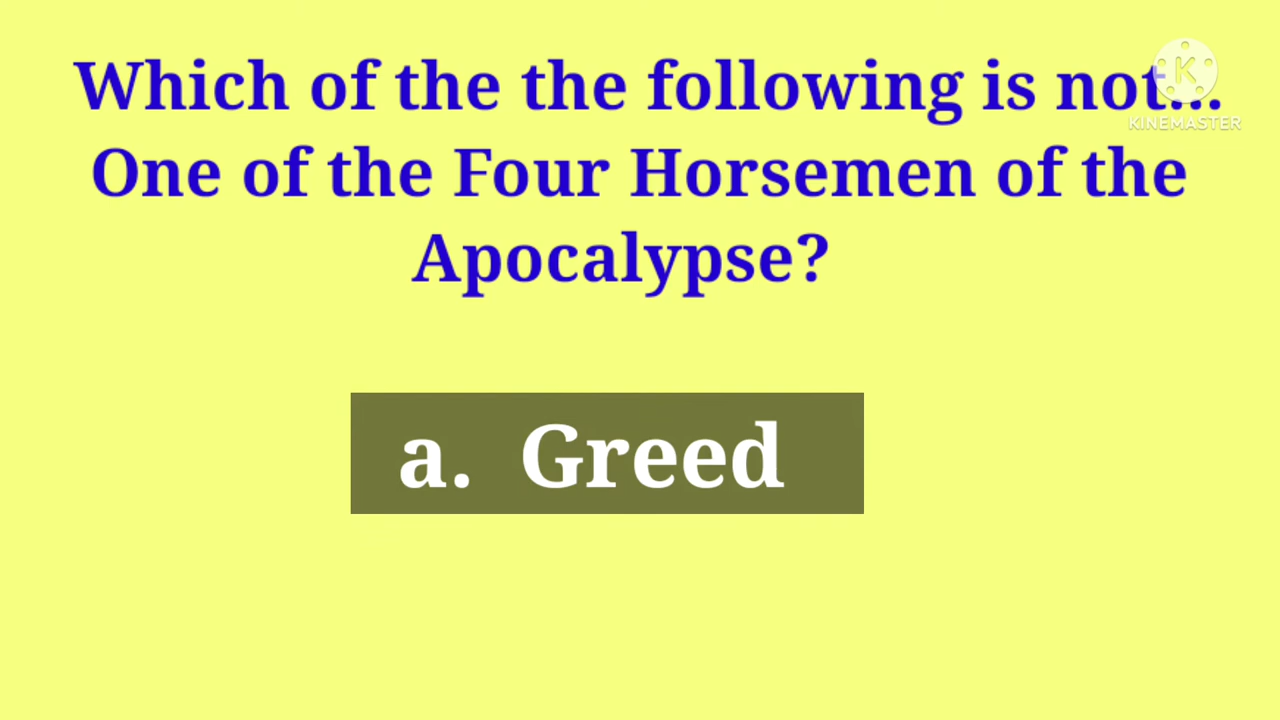 Which of the the following is not...
One of the Four Horsemen of the
Apocalypse?
K
KINEMASTER
a. Greed